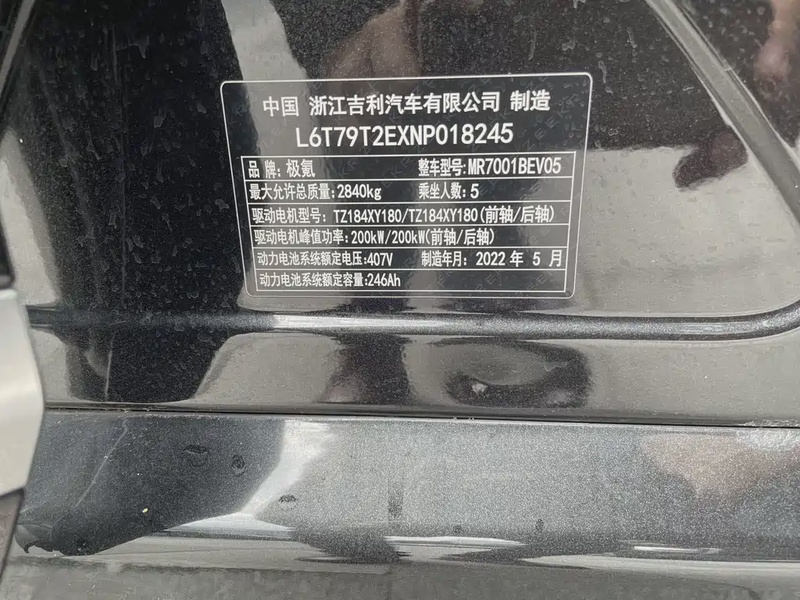 中国 浙江吉利汽车有限公司 制造
L6T79T2EXNP018245
品 牌: 极氪 整车型号: MR7001BEV05
最大允许总质量: 2840kg 乘坐人数: 5
驱动电机型号: TZ184XY180/TZ184XY180(前轴/后轴)
驱动电机峰值功率: 200kW/200kW(前轴/后轴)
动力电池系统额定电压: 407V 制造年月: 2022 年 5 月
动力电池系统额定容量: 246Ah